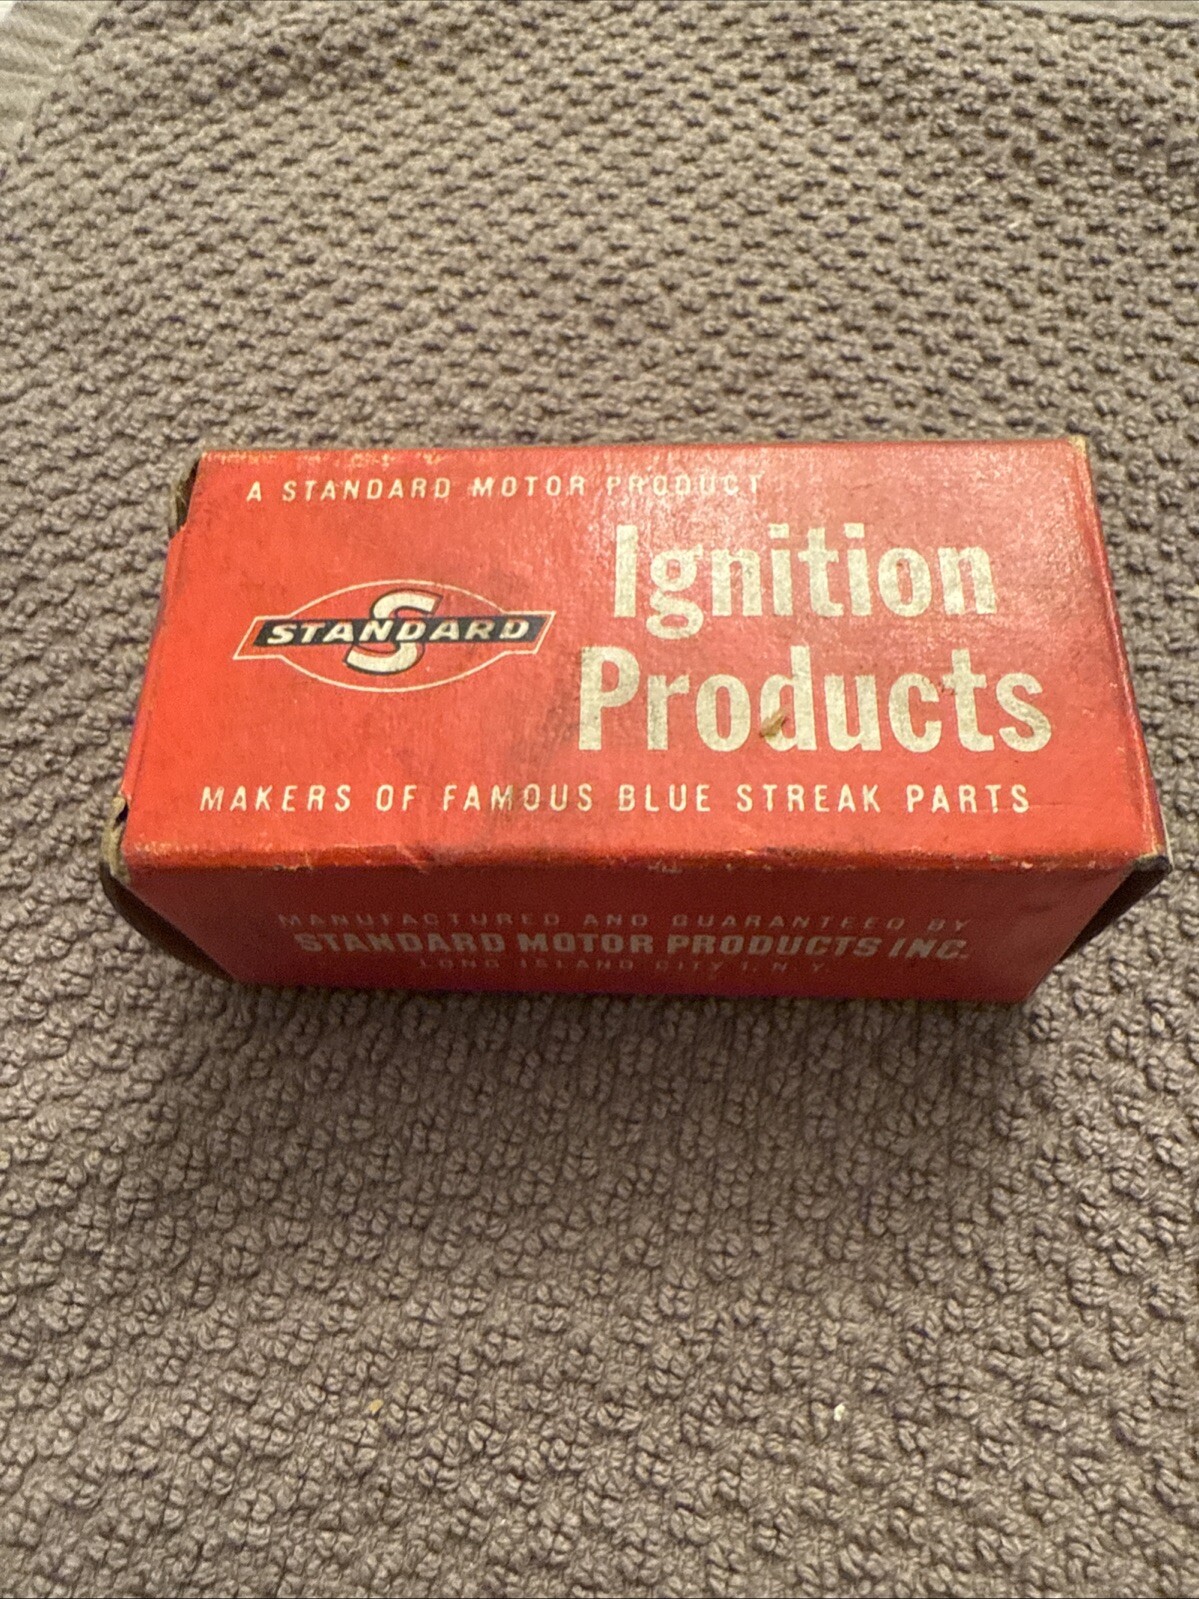 A STANDARD MOTOR PRODUCT
S
STANDARD
Ignition
Products
MAKERS OF FAMOUS BLUE STREAK PARTS
MANUFACTURED AND GUARANTEED BY
STANDARD MOTOR PRODUCTS INC.
LONG ISLAND CITY 1, N.Y.